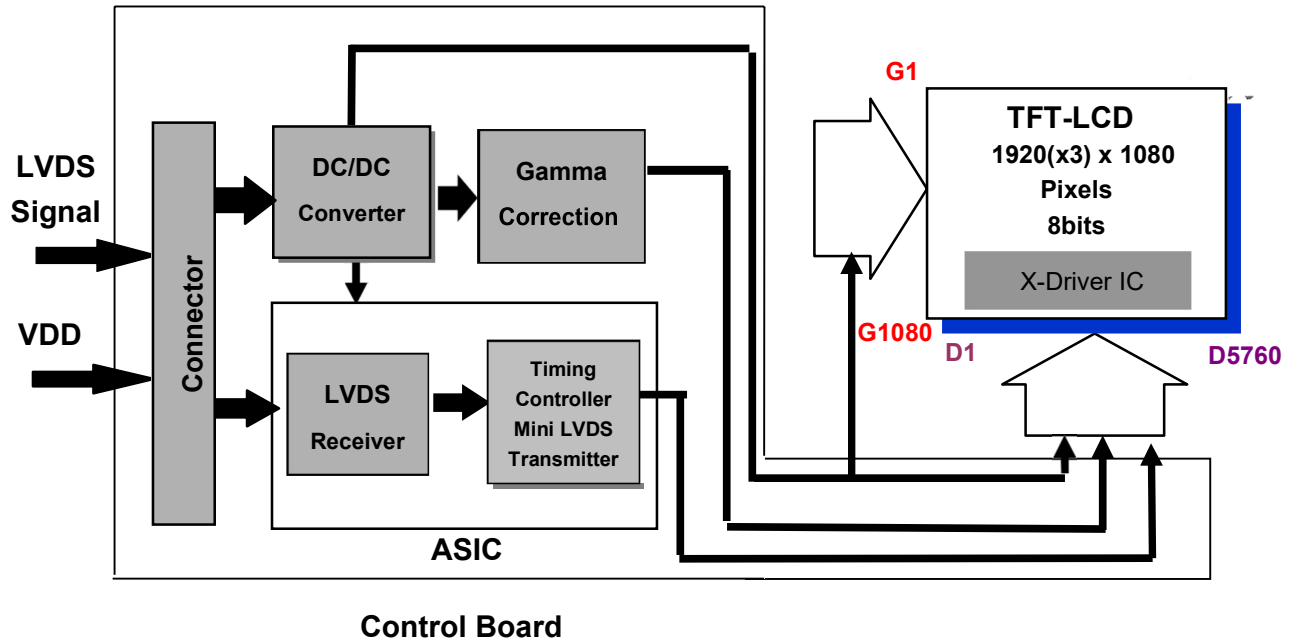 LVDS
Signal
VDD
Connector
DC/DC
Converter
Gamma
Correction
LVDS
Receiver
Timing
Controller
Mini LVDS
Transmitter
ASIC
Control Board
G1
G1080
TFT-LCD
1920(x3) x 1080
Pixels
8bits
X-Driver IC
D1
D5760